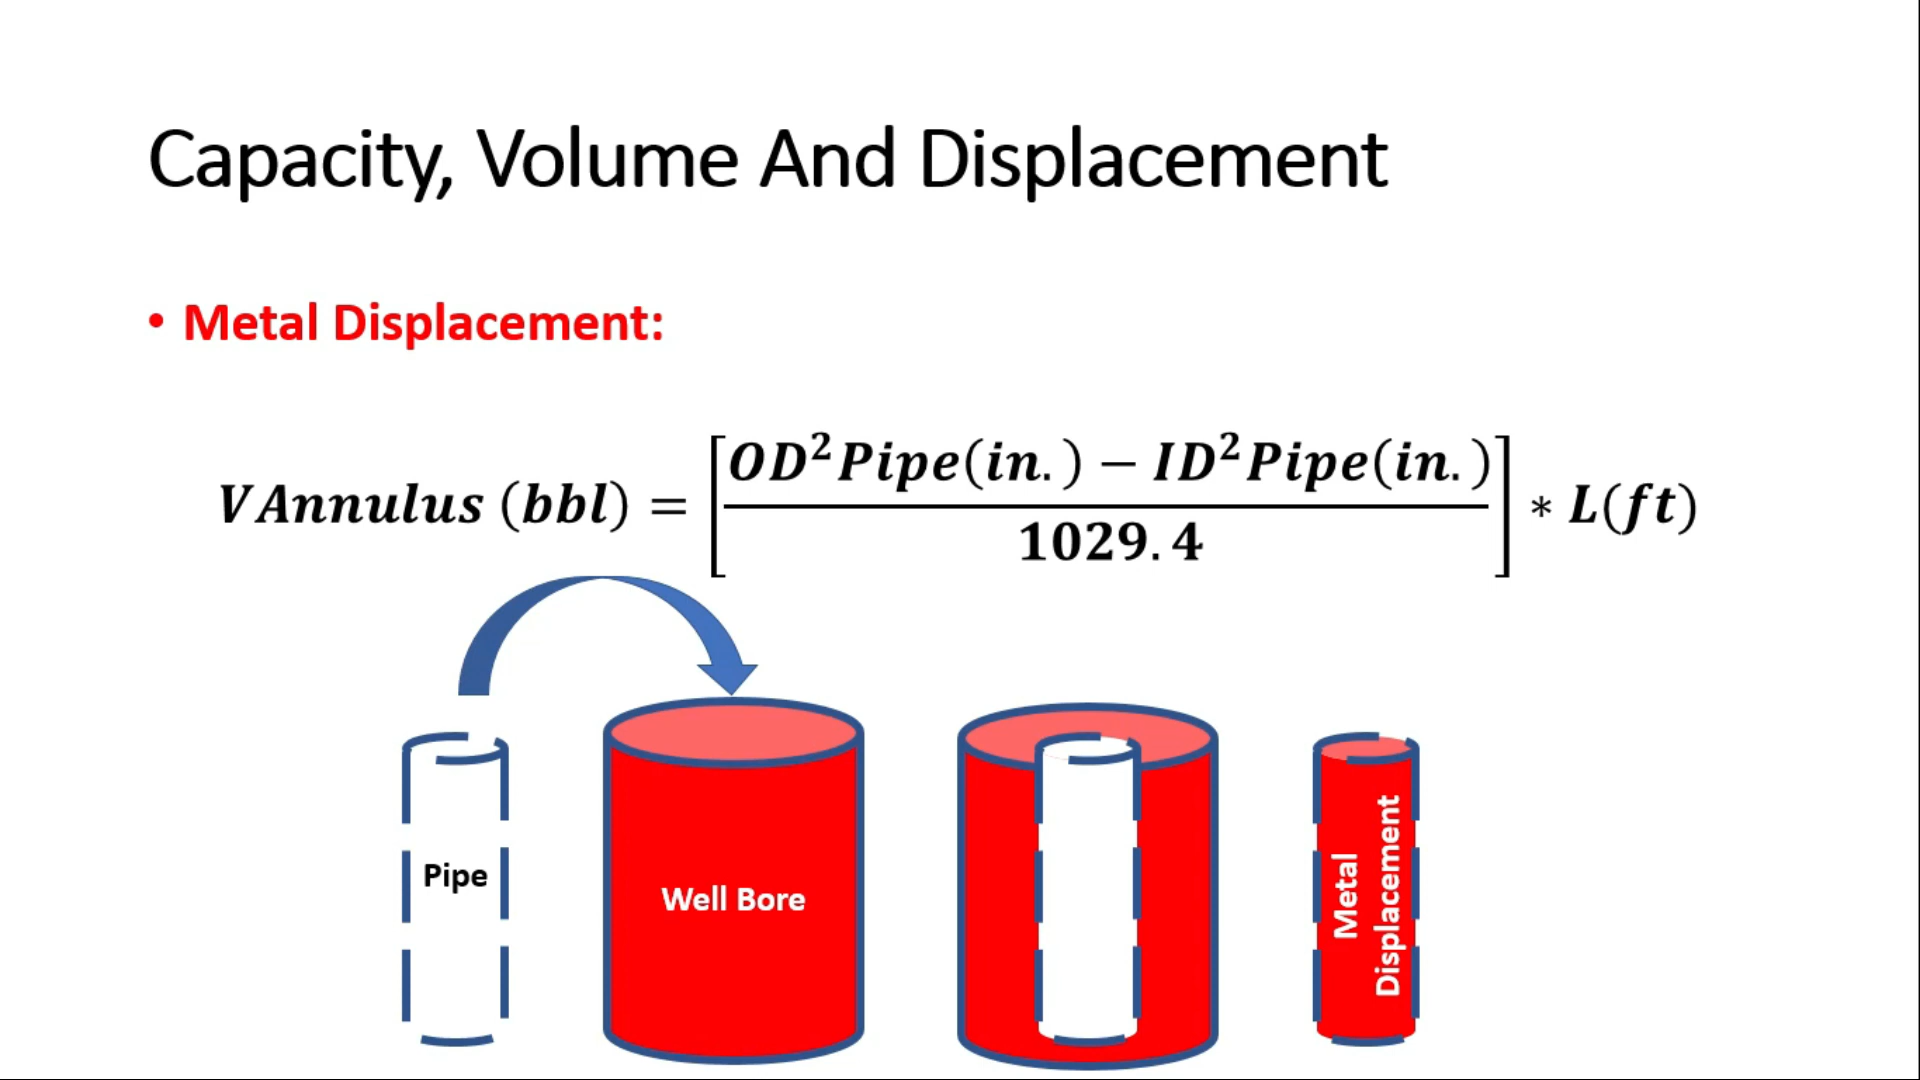 Capacity, Volume And Displacement
• Metal Displacement:
VAnnulus (bbl) = [(OD²Pipe(in.) − ID²Pipe(in.)) / 1029.4] * L(ft)
Pipe
Well Bore
Metal
Displacement